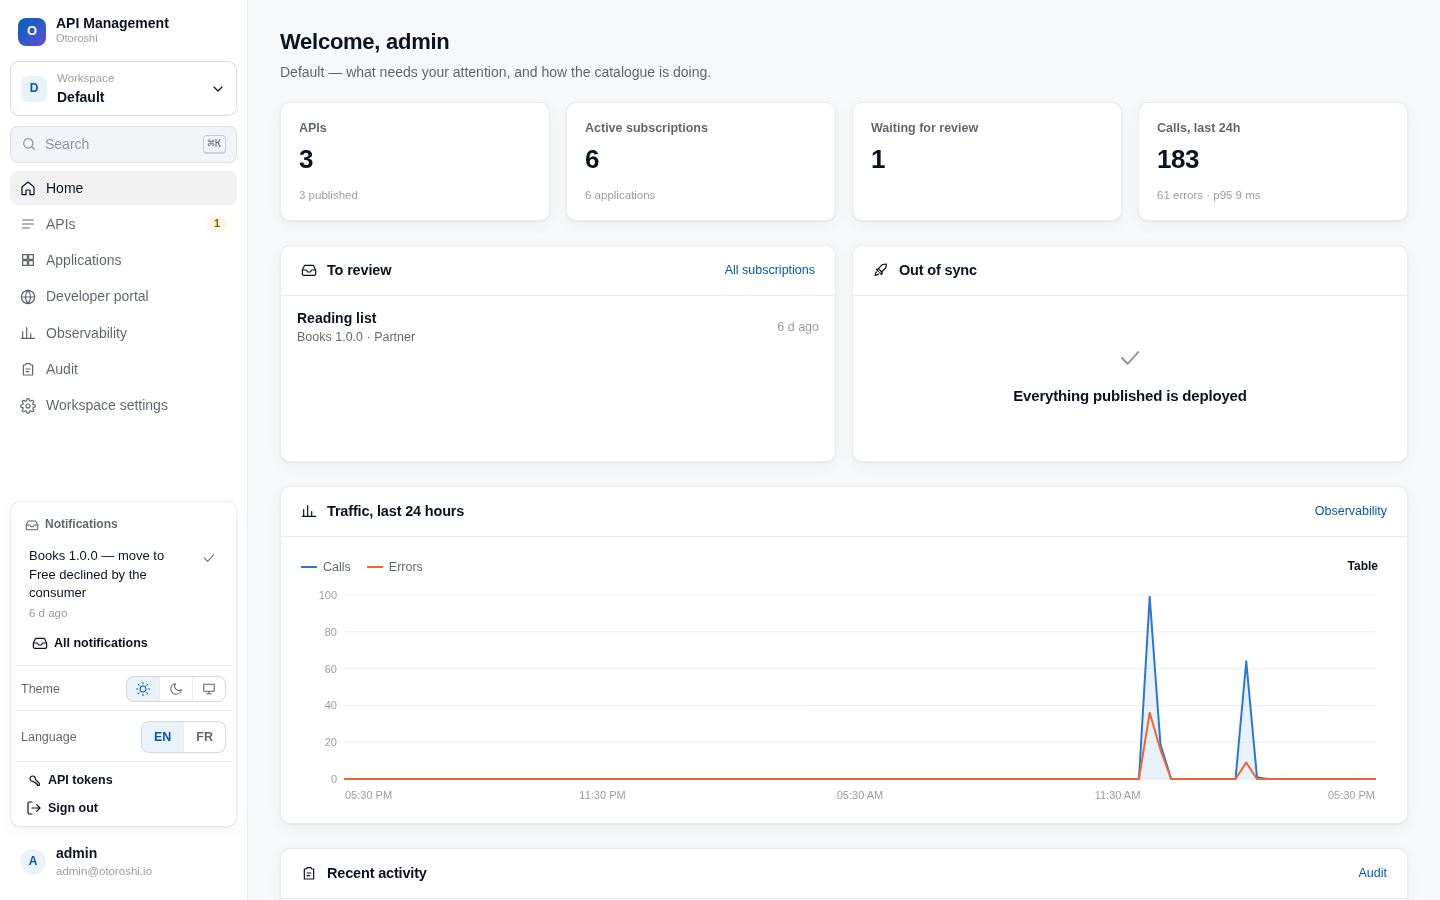 O
API Management
Otoroshi
D
Workspace
Default
Search
⌘K
Home
APIs
1
Applications
Developer portal
Observability
Audit
Workspace settings
Notifications
Books 1.0.0 — move to
Free declined by the
consumer
6 d ago
All notifications
Theme
Language
EN
FR
API tokens
Sign out
A
admin
admin@otoroshi.io
Welcome, admin
Default — what needs your attention, and how the catalogue is doing.
APIs
3
3 published
Active subscriptions
6
6 applications
Waiting for review
1
Calls, last 24h
183
61 errors · p95 9 ms
To review
All subscriptions
Reading list
Books 1.0.0 · Partner
6 d ago
Out of sync
Everything published is deployed
Traffic, last 24 hours
Observability
Calls
Errors
Table
100
80
60
40
20
0
05:30 PM
11:30 PM
05:30 AM
11:30 AM
05:30 PM
Recent activity
Audit